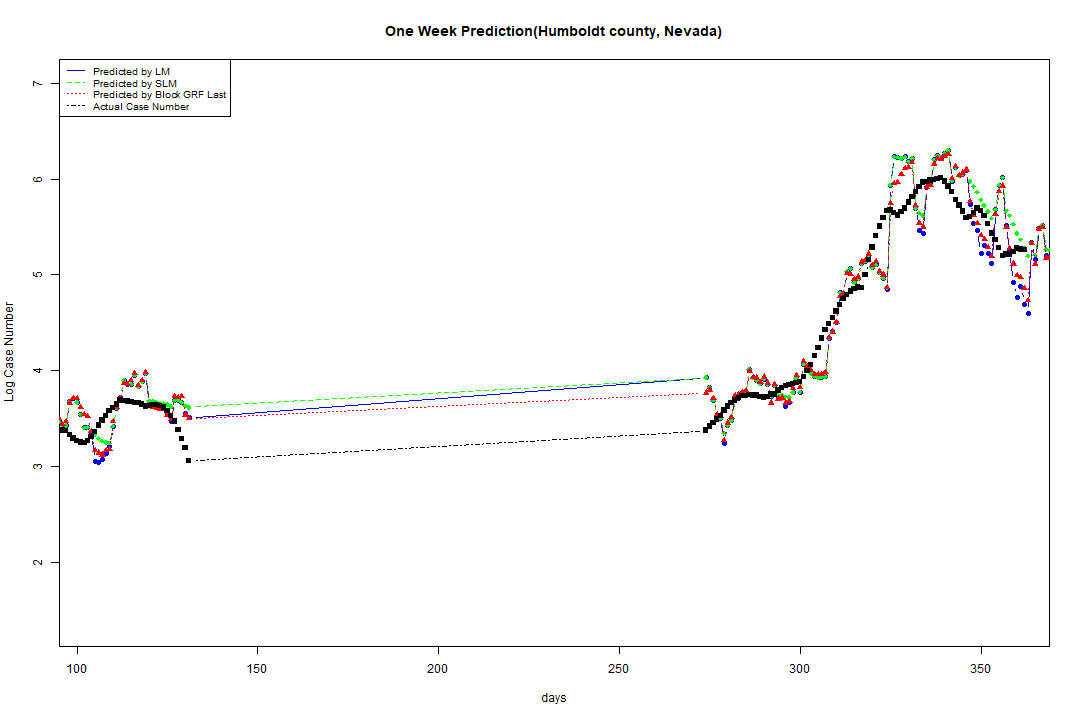 One Week Prediction(Humboldt county, Nevada)
Predicted by LM
Predicted by SLM
Predicted by Block GRF Last
Actual Case Number
7
6
5
4
3
2
Log Case Number
100 150 200 250 300 350
days